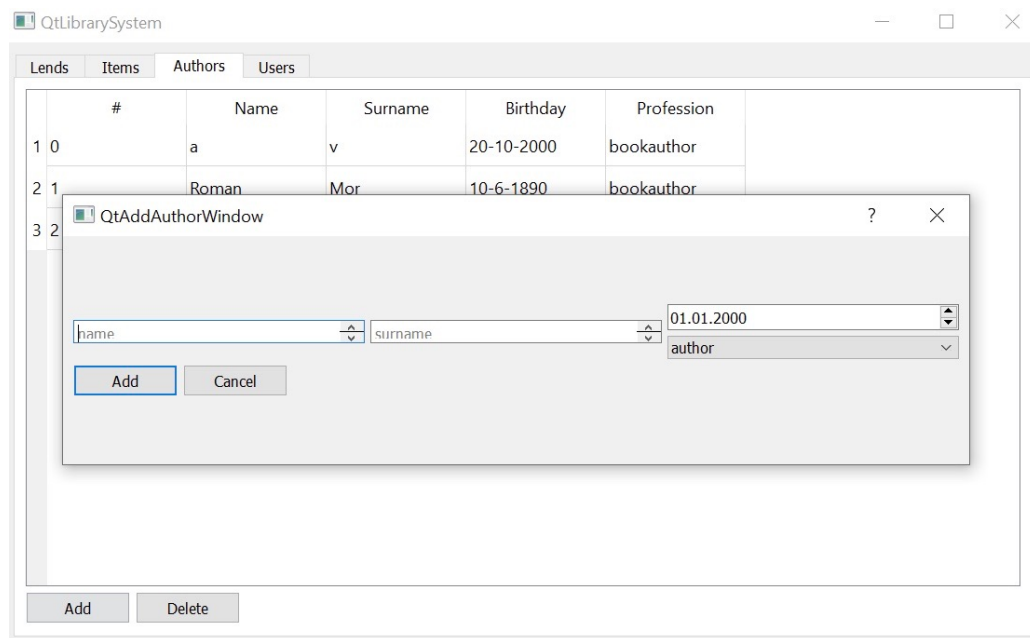 QtLibrarySystem
Lends Items Authors Users
# Name Surname Birthday Profession
1 0 a v 20-10-2000 bookauthor
2 1 Roman Mor 10-6-1890 bookauthor
3 2
QtAddAuthorWindow ?
01.01.2000
name surname
author
Add Cancel
Add Delete